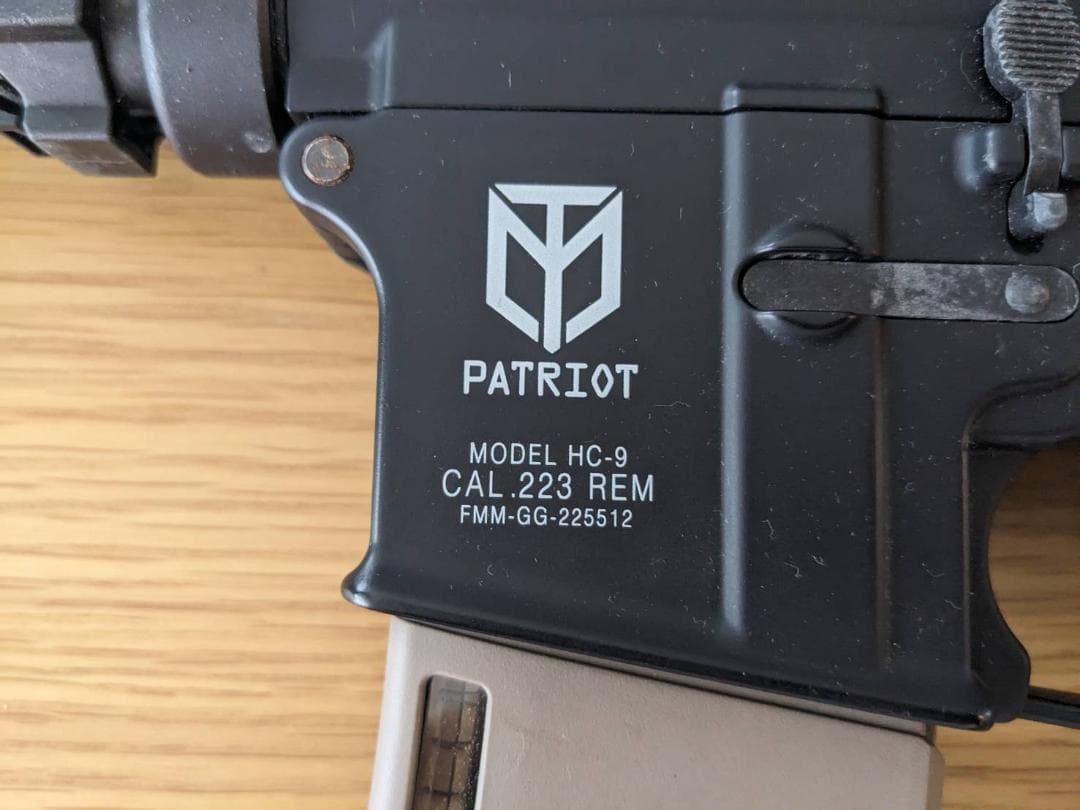 PATRIOT
MODEL HC-9
CAL.223 REM
FMM-GG-225512